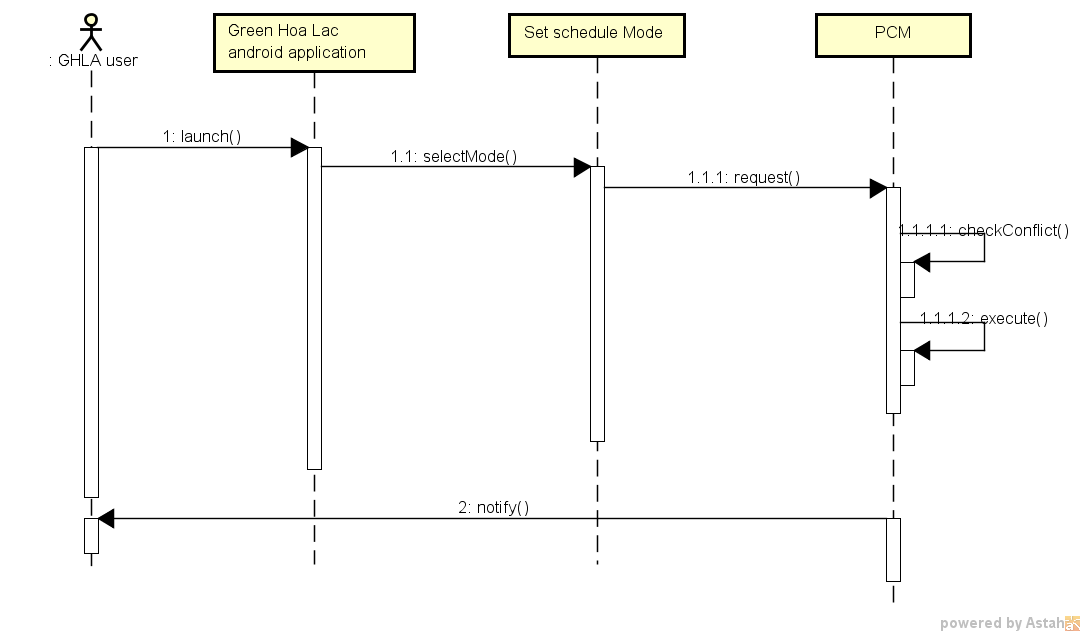 : GHLA user
Green Hoa Lac
android application
Set schedule Mode
PCM
1: launch()
1.1: selectMode()
1.1.1: request()
1.1.1.1: checkConflict()
1.1.1.2: execute()
2: notify()
powered by Astah